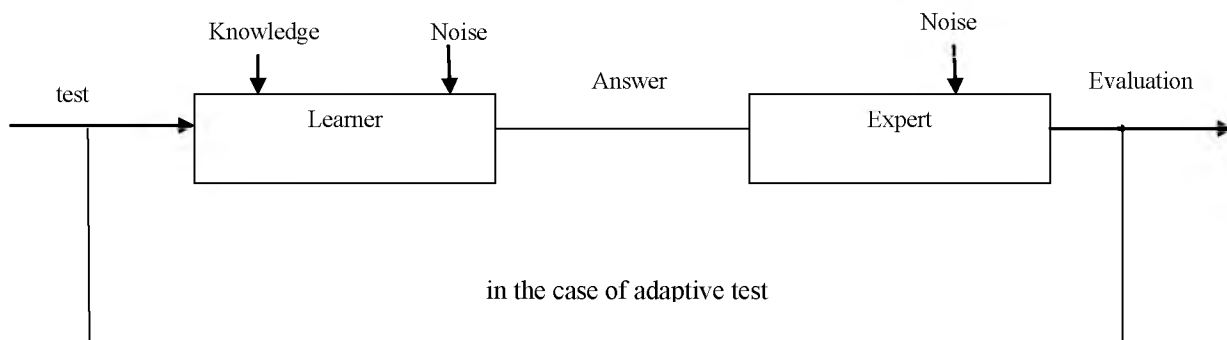 Knowledge
Noise
Noise
test
Answer
Evaluation
Learner
Expert
in the case of adaptive test